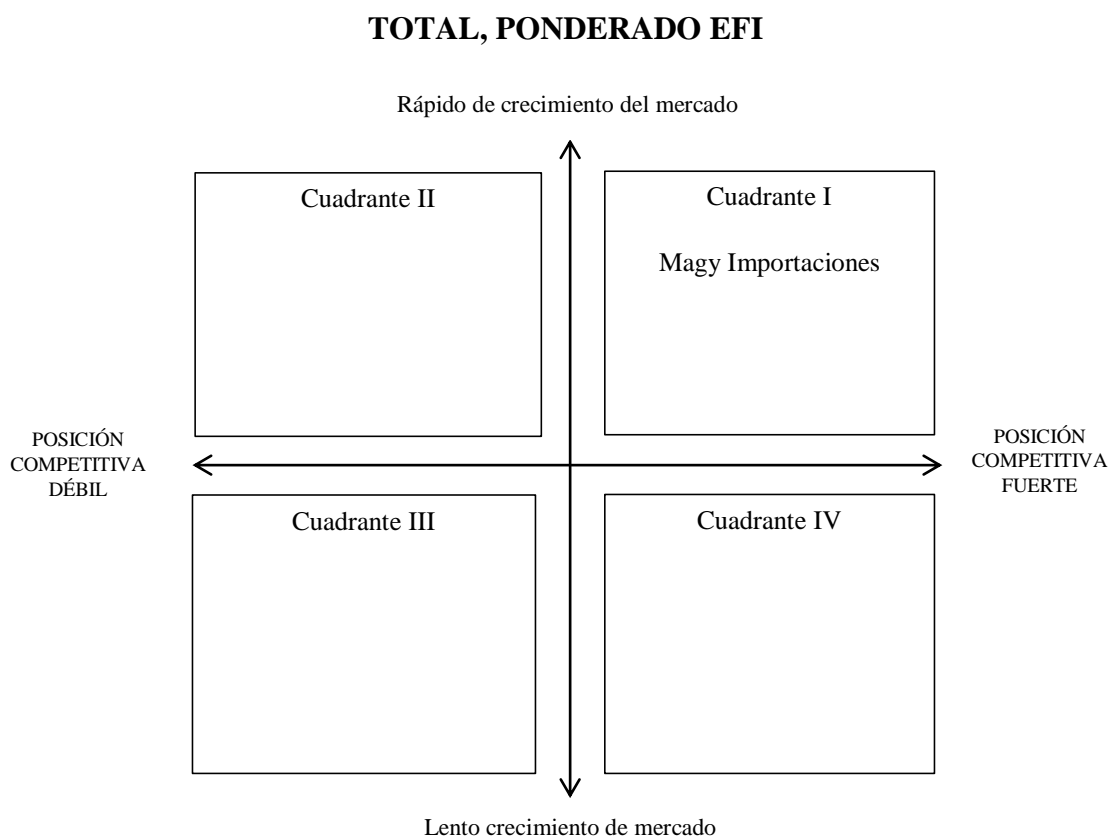 TOTAL, PONDERADO EFI
Rápido de crecimiento del mercado
Cuadrante II
Cuadrante I
Magy Importaciones
POSICIÓN
COMPETITIVA
DÉBIL
POSICIÓN
COMPETITIVA
FUERTE
Cuadrante III
Cuadrante IV
Lento crecimiento de mercado